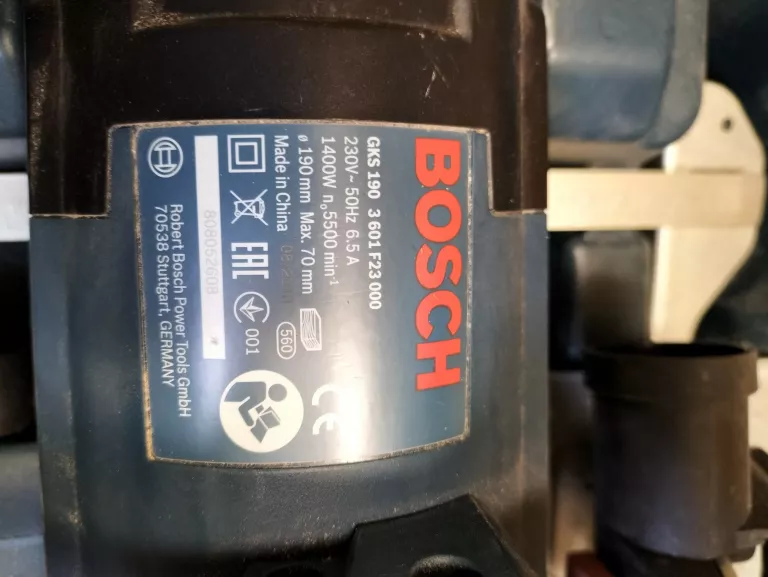 BOSCH
GKS 190 3 601 F23 000
230V~ 50Hz 6.5 A
1400W n₀5500 min⁻¹
ø 190 mm Max. 70 mm
Made in China
560
CE
EAC
001
808052608
Robert Bosch Power Tools GmbH
70538 Stuttgart, GERMANY